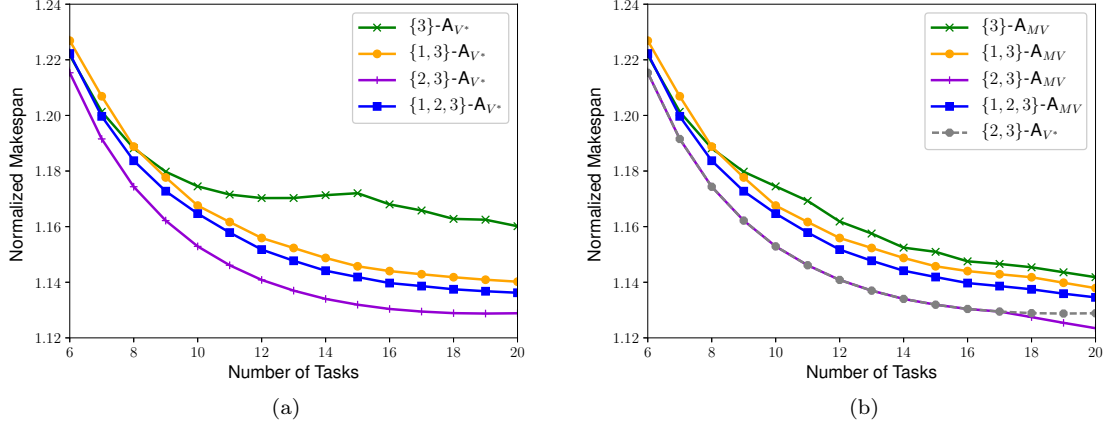 1.24
1.22
1.20
1.18
1.16
1.14
1.12
6 8 10 12 14 16 18 20
Normalized Makespan
Number of Tasks
{3}-A_{V*}
{1, 3}-A_{V*}
{2, 3}-A_{V*}
{1, 2, 3}-A_{V*}
(a)
1.24
1.22
1.20
1.18
1.16
1.14
1.12
6 8 10 12 14 16 18 20
Normalized Makespan
Number of Tasks
{3}-A_{MV}
{1, 3}-A_{MV}
{2, 3}-A_{MV}
{1, 2, 3}-A_{MV}
{2, 3}-A_{V*}
(b)